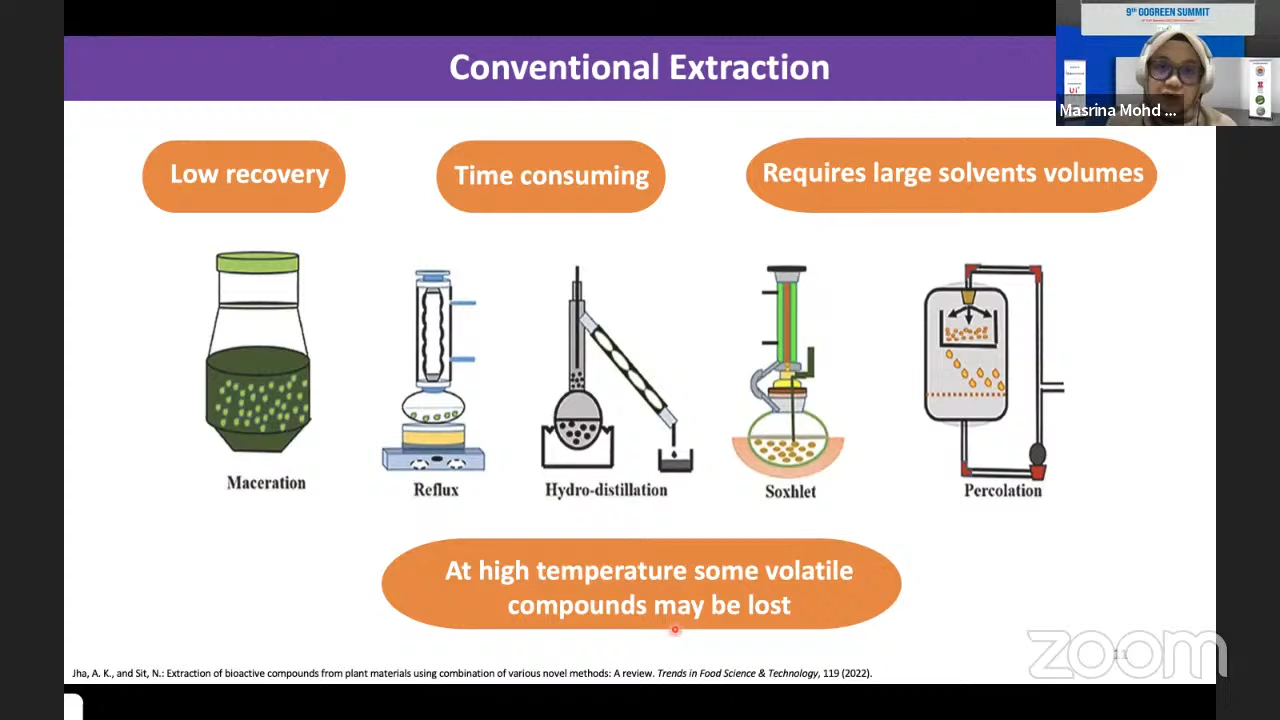 Conventional Extraction
9th GOGREEN SUMMIT
Masrina Mohd ...
Low recovery
Time consuming
Requires large solvents volumes
Maceration
Reflux
Hydro-distillation
Soxhlet
Percolation
At high temperature some volatile
compounds may be lost
zoom
11
Jha, A. K., and Sit, N.: Extraction of bioactive compounds from plant materials using combination of various novel methods: A review. Trends in Food Science & Technology, 119 (2022).